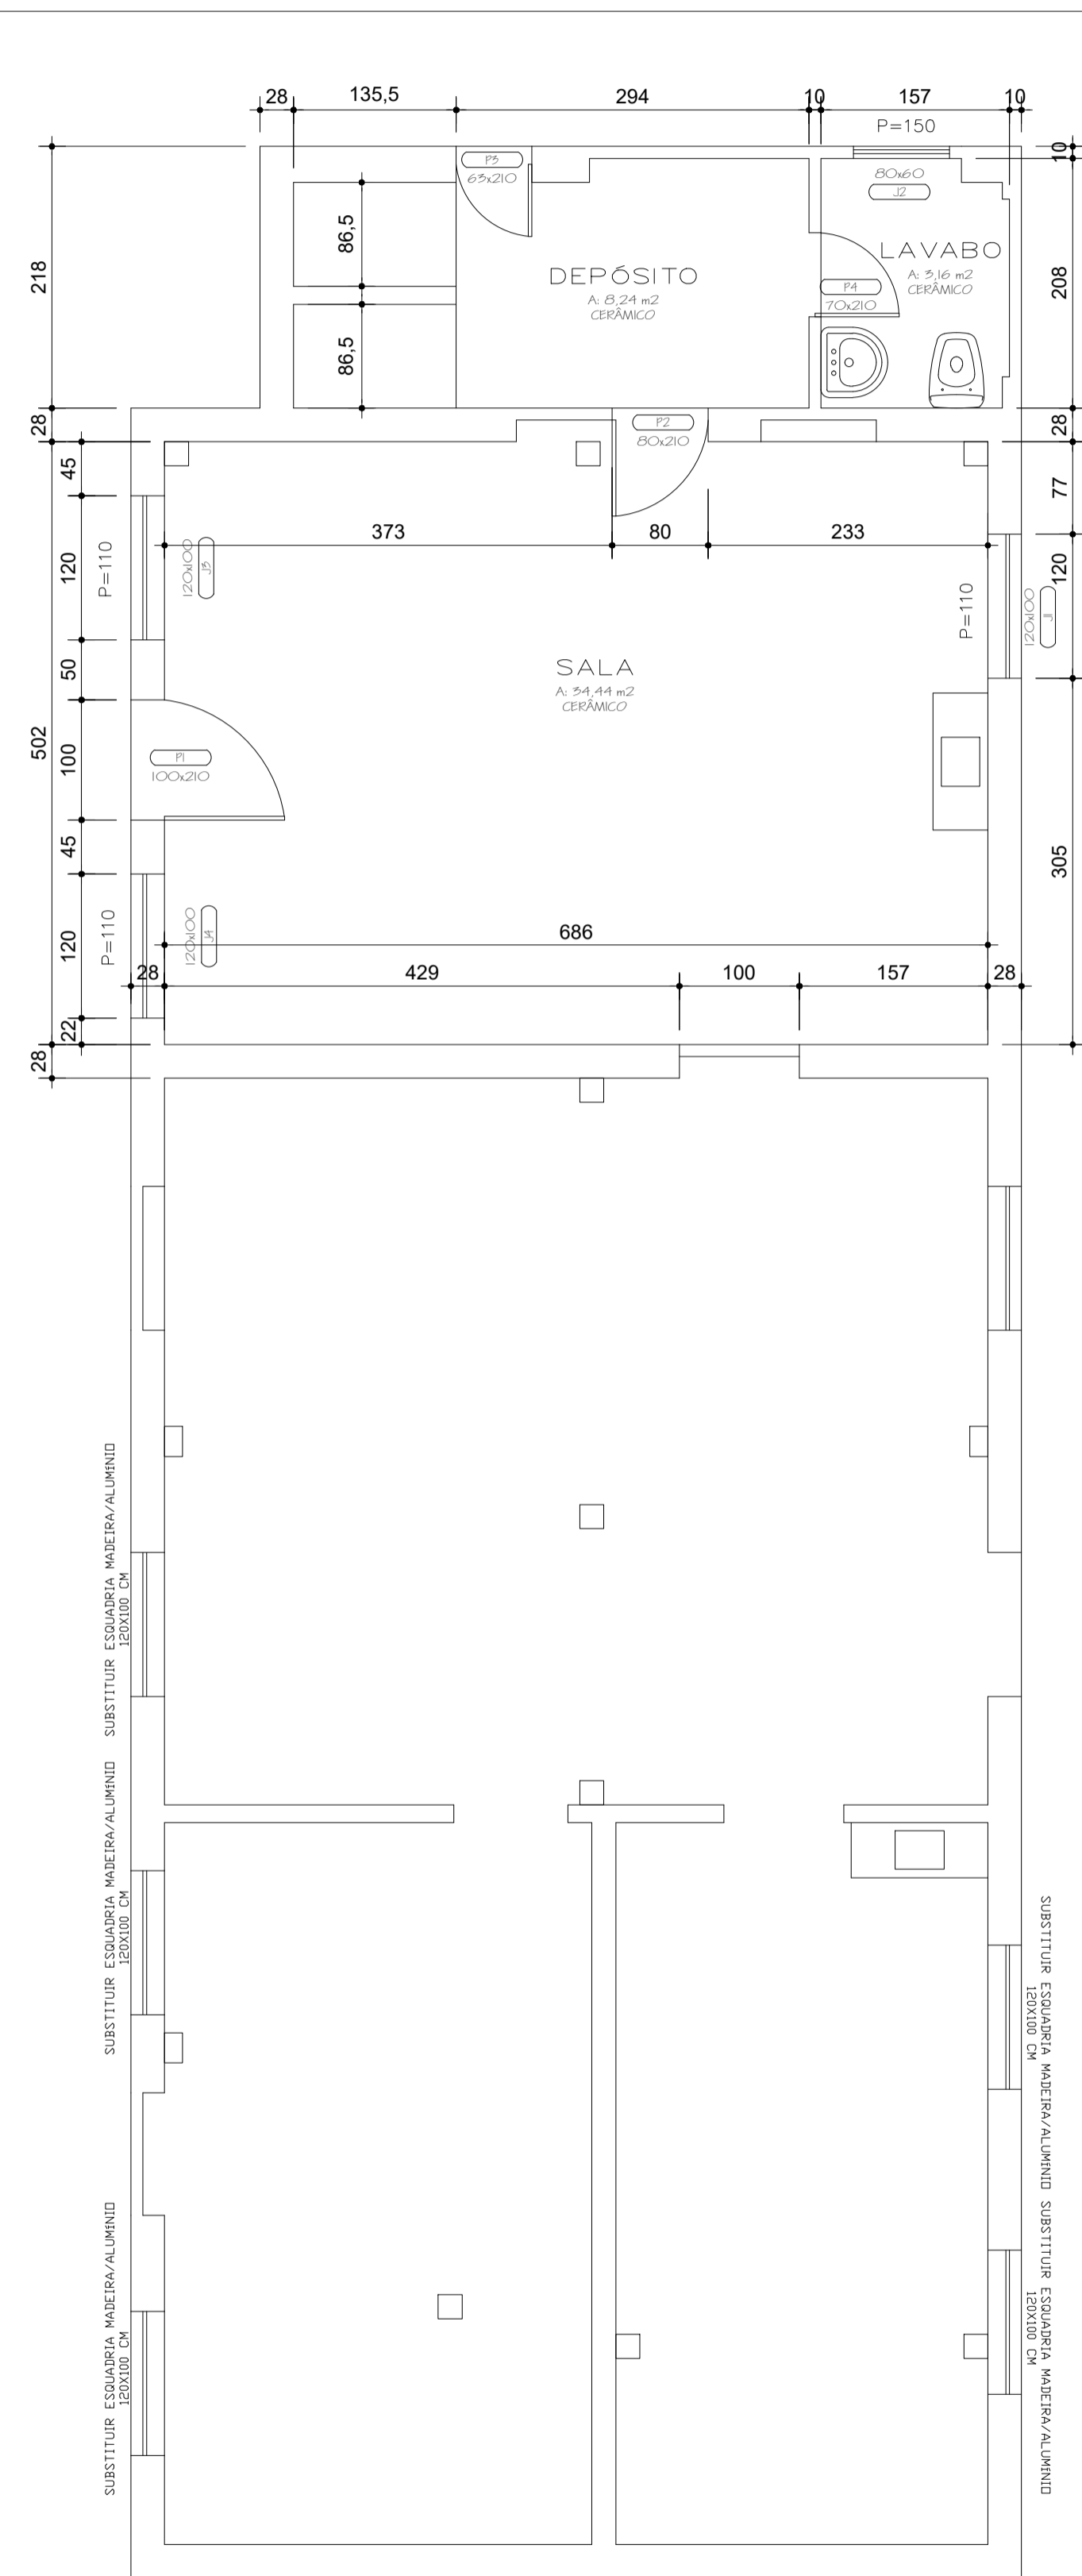 28
135,5
294
10
157
10
P=150
10
P3
63x210
80x60
J2
218
86,5
LAVABO
A: 3,16 m2
CERÂMICO
DEPÓSITO
A: 8,24 m2
CERÂMICO
P4
70x210
208
86,5
28
P2
80x210
28
45
77
373
80
233
120
P=110
120x100
J3
120
P=110
J1
120x100
50
SALA
A: 34,44 m2
CERÂMICO
502
100
P1
100x210
45
305
120
P=110
120x100
J4
686
28
429
100
157
28
22
28
SUBSTITUIR ESQUADRIA MADEIRA/ALUMÍNIO
120X100 CM
SUBSTITUIR ESQUADRIA MADEIRA/ALUMÍNIO
120X100 CM
SUBSTITUIR ESQUADRIA MADEIRA/ALUMÍNIO
120X100 CM
SUBSTITUIR ESQUADRIA MADEIRA/ALUMÍNIO
120X100 CM
SUBSTITUIR ESQUADRIA MADEIRA/ALUMÍNIO
120X100 CM